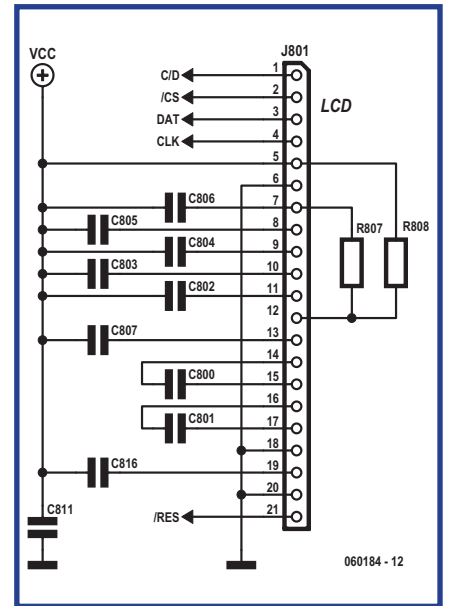 J801
VCC
C/D 1
/CS 2
LCD
DAT 3
CLK 4
5
6
C806 7
C805 8
R807 R808
C804 9
C803 10
C802 11
12
C807 13
14
C800 15
16
C801 17
18
C816 19
20
C811
/RES 21
060184 - 12